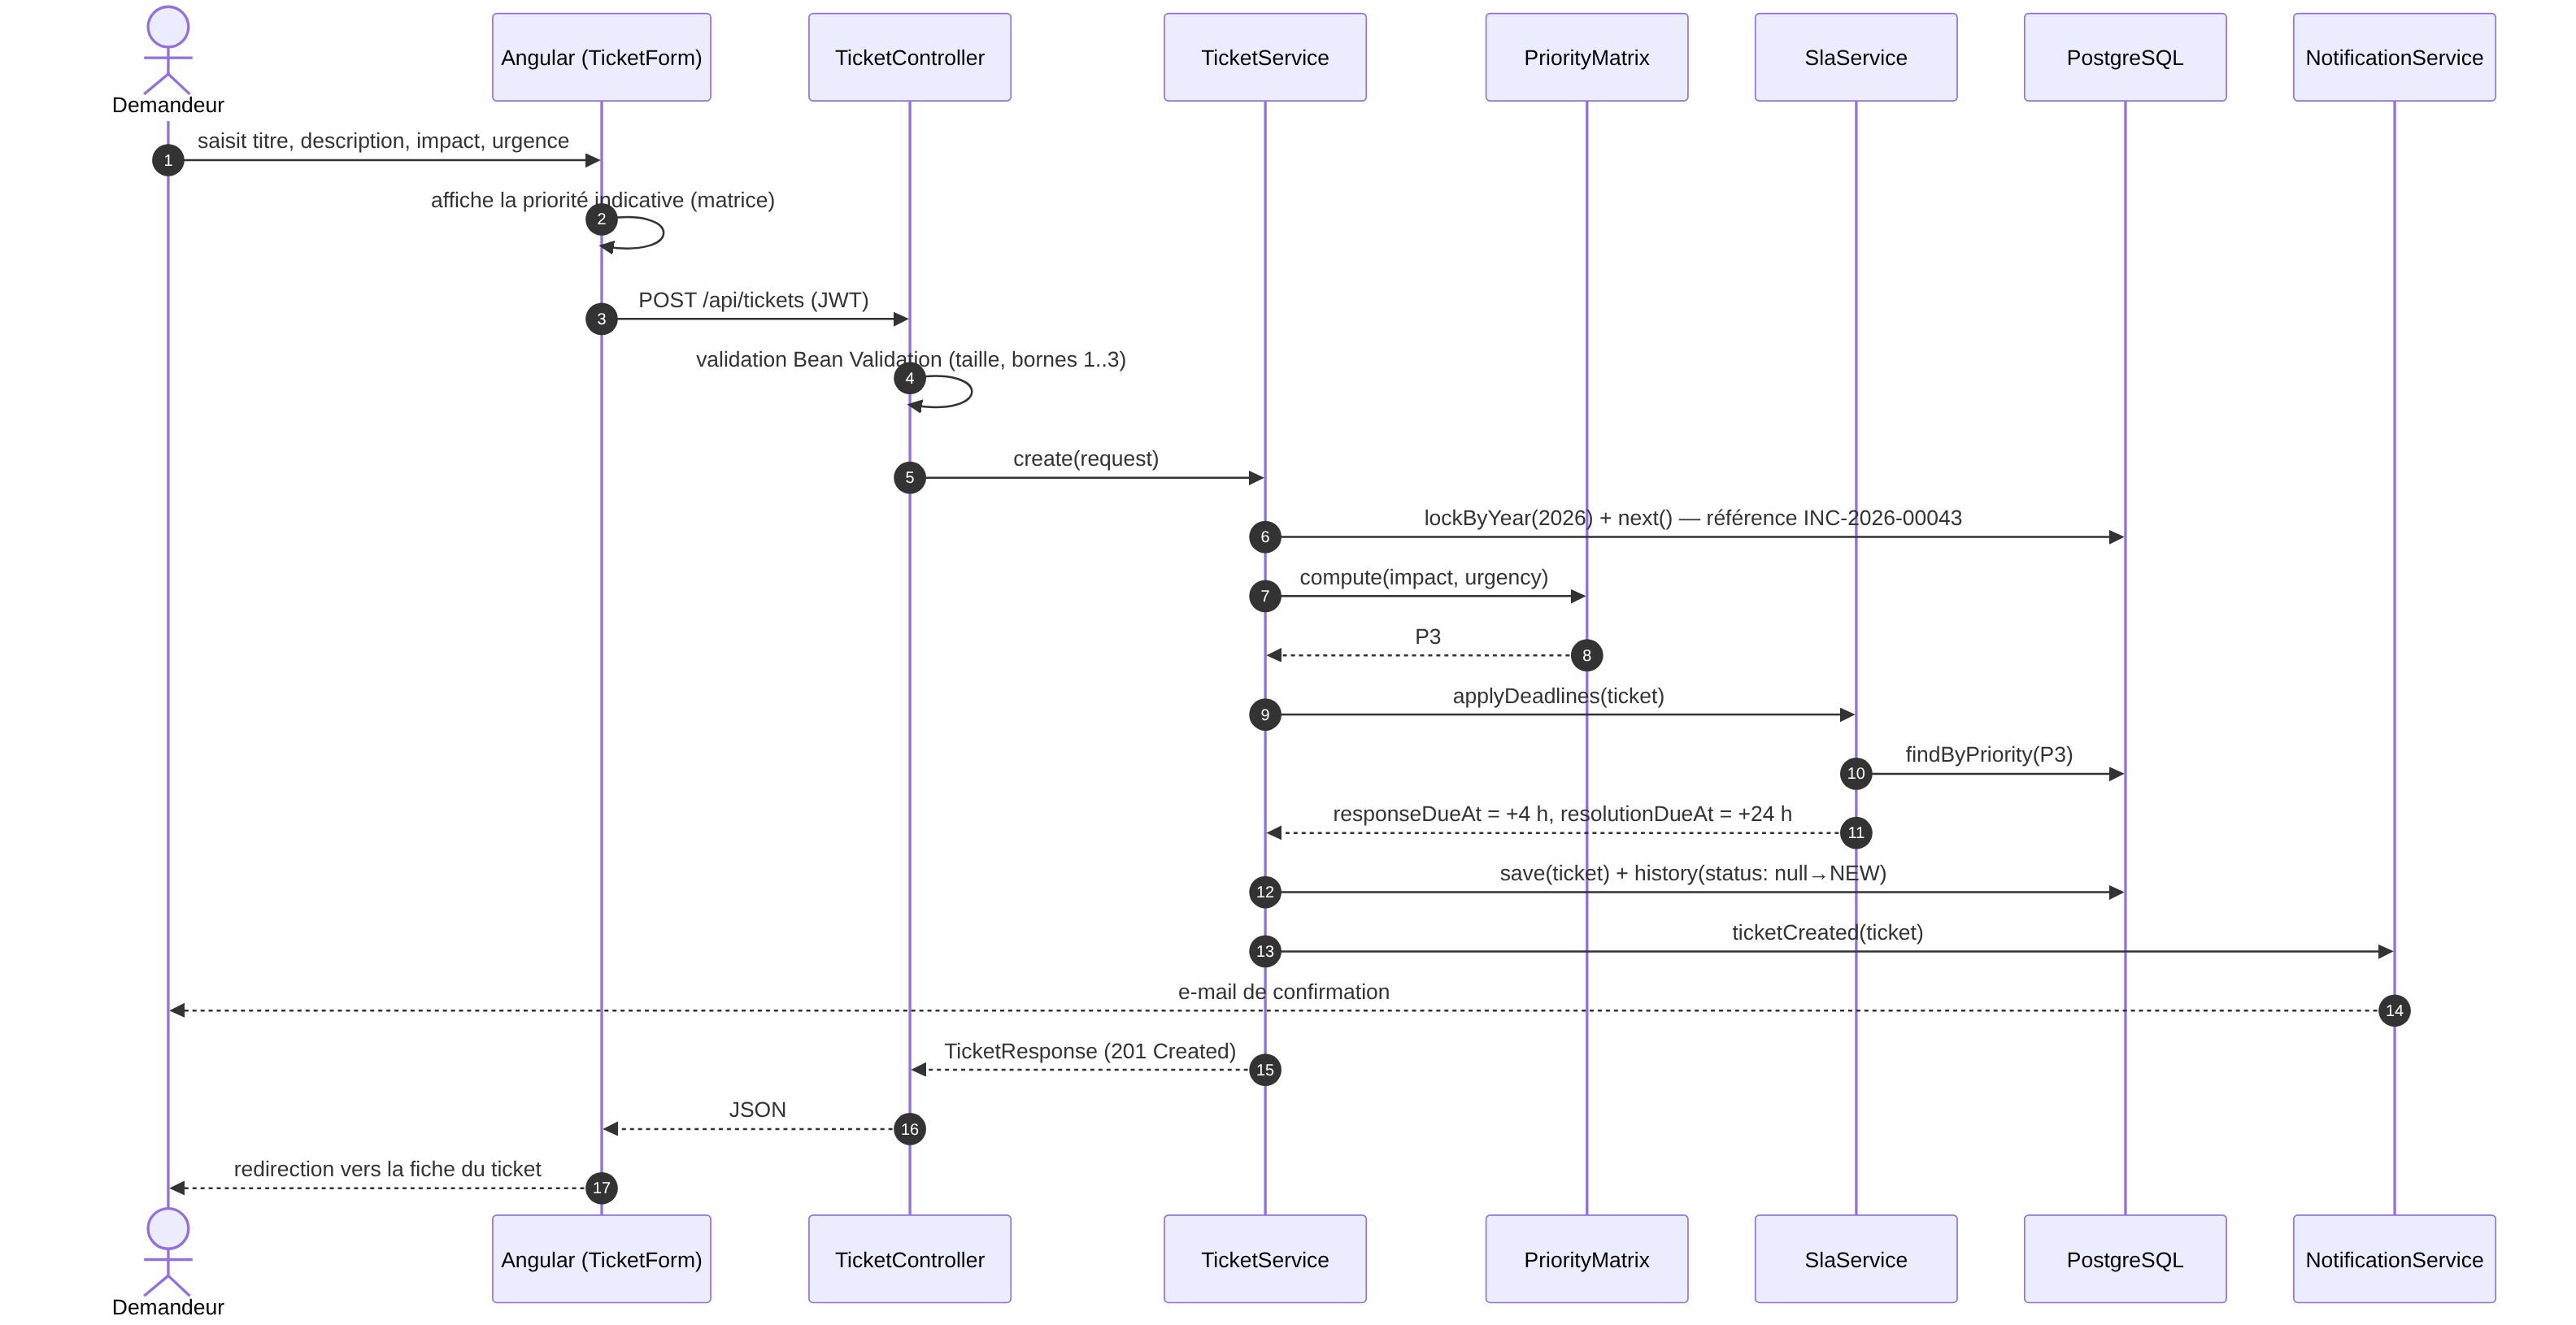 Demandeur
Angular (TicketForm)
TicketController
TicketService
PriorityMatrix
SlaService
PostgreSQL
NotificationService
saisit titre, description, impact, urgence
1
affiche la priorité indicative (matrice)
2
POST /api/tickets (JWT)
3
validation Bean Validation (taille, bornes 1..3)
4
create(request)
5
lockByYear(2026) + next() — référence INC-2026-00043
6
compute(impact, urgency)
7
P3
8
applyDeadlines(ticket)
9
findByPriority(P3)
10
responseDueAt = +4 h, resolutionDueAt = +24 h
11
save(ticket) + history(status: null→NEW)
12
ticketCreated(ticket)
13
e-mail de confirmation
14
TicketResponse (201 Created)
15
JSON
16
redirection vers la fiche du ticket
17
Demandeur
Angular (TicketForm)
TicketController
TicketService
PriorityMatrix
SlaService
PostgreSQL
NotificationService